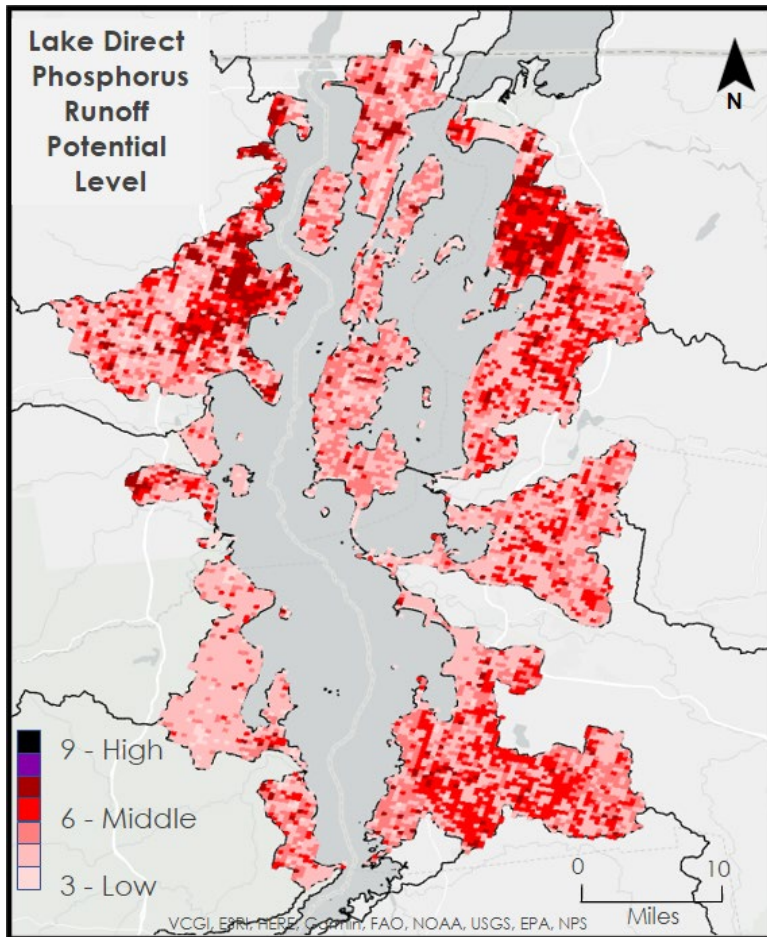 Lake Direct
Phosphorus
Runoff
Potential
Level
N
9 - High
6 - Middle
3 - Low
0 10
Miles
VCGI, ESRI, HERE, Garmin, FAO, NOAA, USGS, EPA, NPS